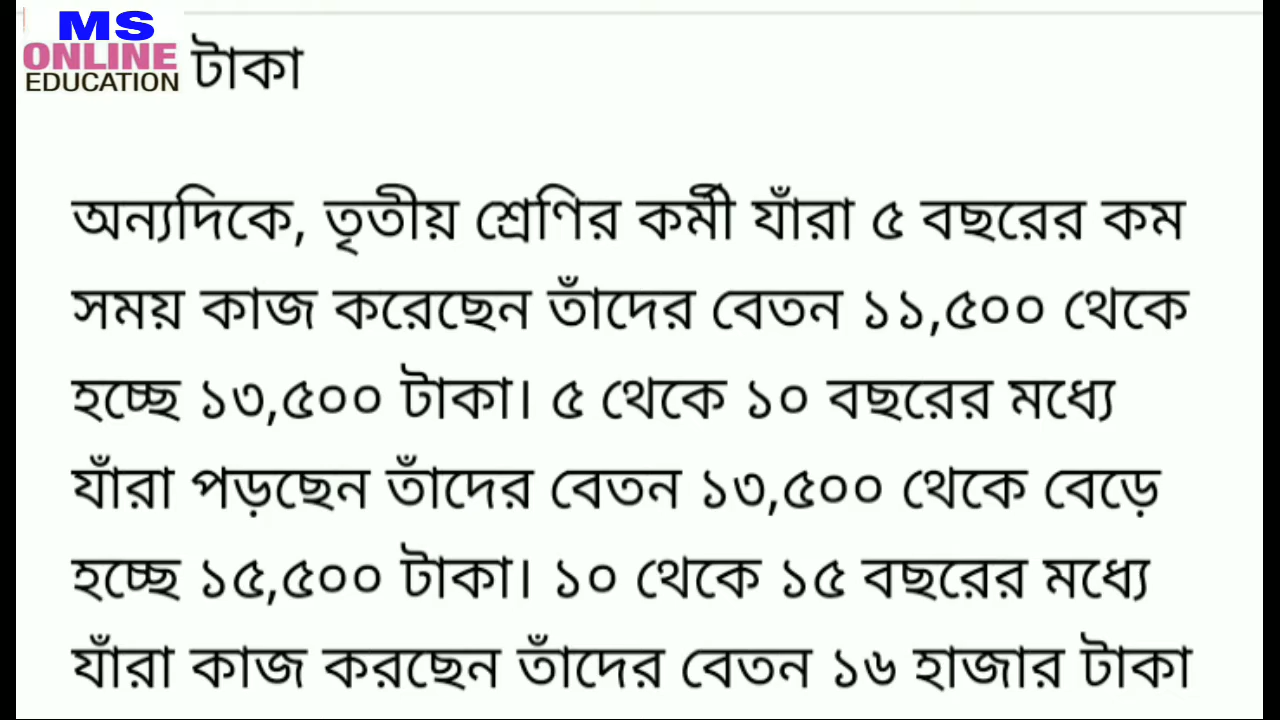 MS
ONLINE
EDUCATION
টাকা
অন্যদিকে, তৃতীয় শ্রেণির কর্মী যাঁরা ৫ বছরের কম
সময় কাজ করেছেন তাঁদের বেতন ১১,৫০০ থেকে
হচ্ছে ১৩,৫০০ টাকা। ৫ থেকে ১০ বছরের মধ্যে
যাঁরা পড়ছেন তাঁদের বেতন ১৩,৫০০ থেকে বেড়ে
হচ্ছে ১৫,৫০০ টাকা। ১০ থেকে ১৫ বছরের মধ্যে
যাঁরা কাজ করছেন তাঁদের বেতন ১৬ হাজার টাকা